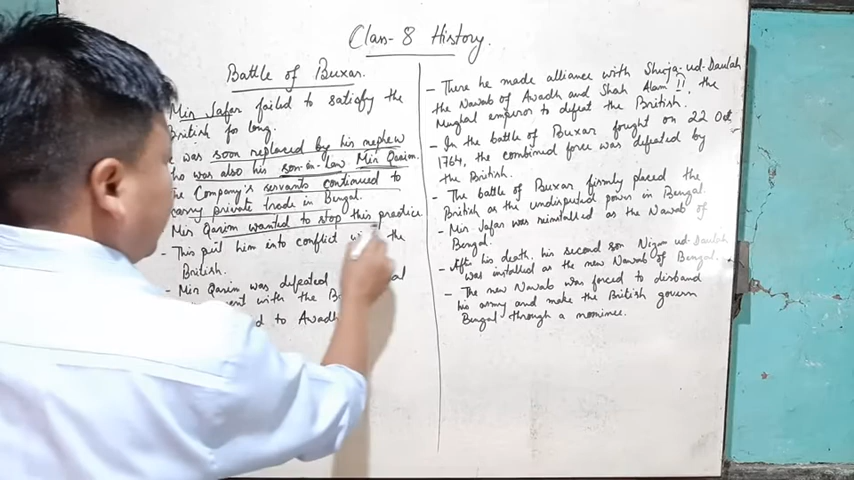 Class- 8 History.
Battle of Buxar.
Mir Jafar failed to satisfy the
British for long.
was soon replaced by his nephew
who was also his son-in-law Mir Qasim.
The Company's servants continued to
carry private trade in Bengal.
Mir Qasim wanted to stop this practice
- This put him into conflict with the
British.
- Mir Qasim was defeated
with the
to Avadh
- There he made alliance with Shuja-ud-Daulah
the Nawab of Avadh and Shah Alam II, the
Mughal emperor to defeat the British.
- In the battle of Buxar fought on 22 Oct,
1764, the combined force was defeated by
the British.
- The battle of Buxar firmly placed the
British as the undisputed power in Bengal.
- Mir Jafar was reinstalled as the Nawab of
Bengal.
- After his death, his second son Nizam ud-Daulah
was installed as the new Nawab of Bengal.
- The new Nawab was forced to disband
his army and make the British govern
Bengal through a nominee.